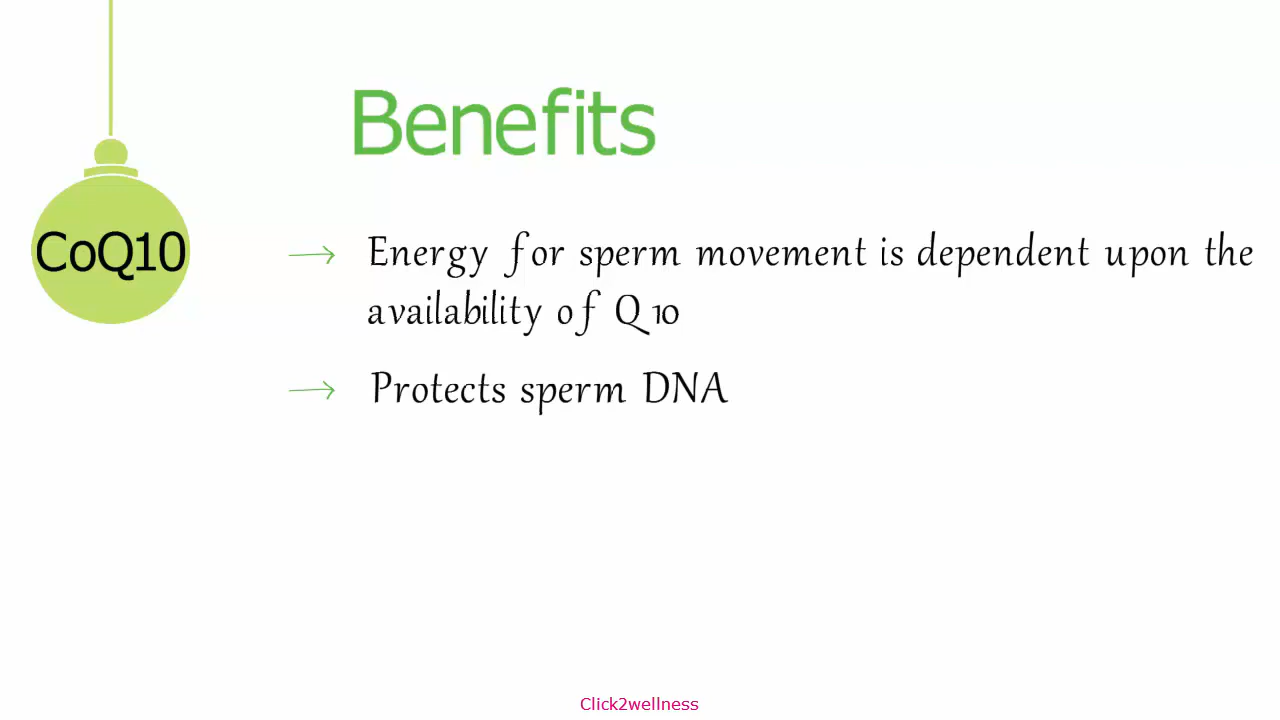 Benefits
CoQ10
Energy for sperm movement is dependent upon the
availability of Q10
Protects sperm DNA
Click2wellness